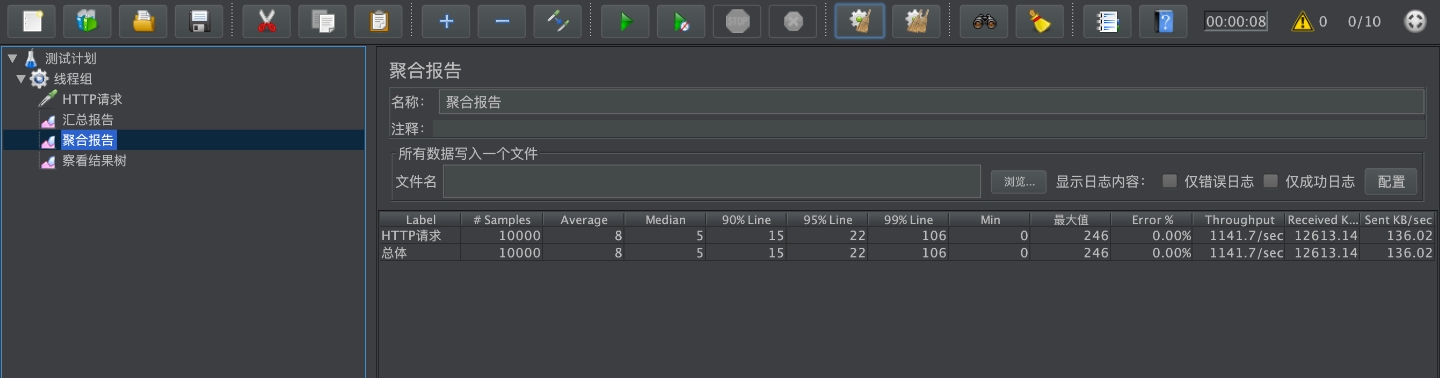 STOP
00:00:08
0
0/10
测试计划
线程组
HTTP请求
汇总报告
聚合报告
察看结果树
聚合报告
名称: 聚合报告
注释:
所有数据写入一个文件
文件名 浏览... 显示日志内容: 仅错误日志 仅成功日志 配置
Label # Samples Average Median 90% Line 95% Line 99% Line Min 最大值 Error % Throughput Received K... Sent KB/sec
HTTP请求 10000 8 5 15 22 106 0 246 0.00% 1141.7/sec 12613.14 136.02
总体 10000 8 5 15 22 106 0 246 0.00% 1141.7/sec 12613.14 136.02